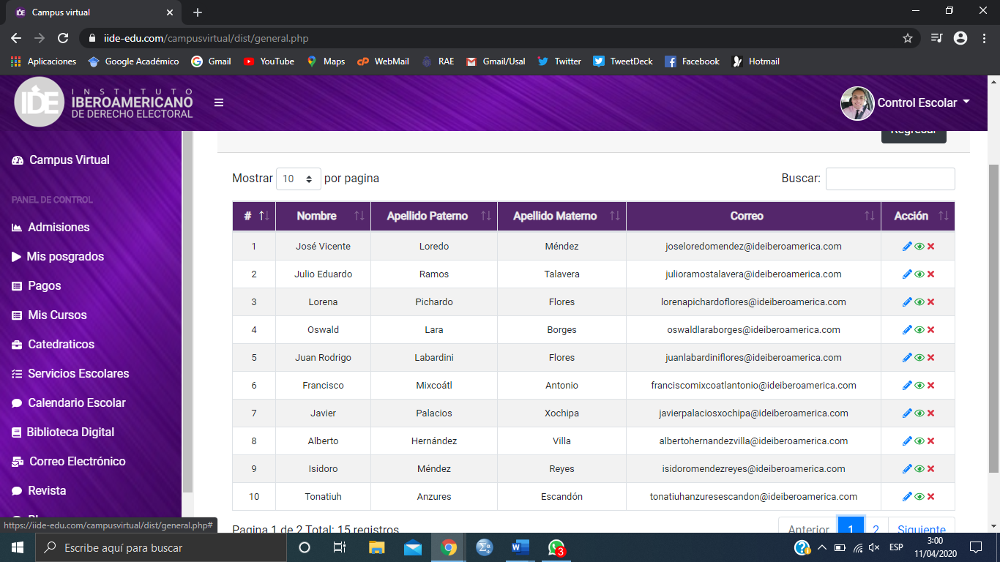 Campus virtual
iide-edu.com/campusvirtual/dist/general.php
Aplicaciones Google Académico Gmail YouTube Maps WebMail RAE Gmail/Usal Twitter TweetDeck Facebook Hotmail
IDE INSTITUTO
IBEROAMERICANO
DE DERECHO ELECTORAL
Control Escolar
Regresar
Campus Virtual
PANEL DE CONTROL
Admisiones
Mis posgrados
Pagos
Mis Cursos
Catedraticos
Servicios Escolares
Calendario Escolar
Biblioteca Digital
Correo Electrónico
Revista
https://iide-edu.com/campusvirtual/dist/general.php#
Mostrar 10 por pagina Buscar:
# Nombre Apellido Paterno Apellido Materno Correo Acción
1 José Vicente Loredo Méndez joseloredomendez@ideiberoamerica.com
2 Julio Eduardo Ramos Talavera julioramostalavera@ideiberoamerica.com
3 Lorena Pichardo Flores lorenapichardoflores@ideiberoamerica.com
4 Oswald Lara Borges oswaldlaraborges@ideiberoamerica.com
5 Juan Rodrigo Labardini Flores juanlabardiniflores@ideiberoamerica.com
6 Francisco Mixcoátl Antonio franciscomixcoatlantonio@ideiberoamerica.com
7 Javier Palacios Xochipa javierpalaciosxochipa@ideiberoamerica.com
8 Alberto Hernández Villa albertohernandezvilla@ideiberoamerica.com
9 Isidoro Méndez Reyes isidoromendezreyes@ideiberoamerica.com
10 Tonatiuh Anzures Escandón tonatiuhanzuresescandon@ideiberoamerica.com
Pagina 1 de 2 Total: 15 registros Anterior 1 2 Siguiente
Escribe aquí para buscar
3
ESP
3:00
11/04/2020